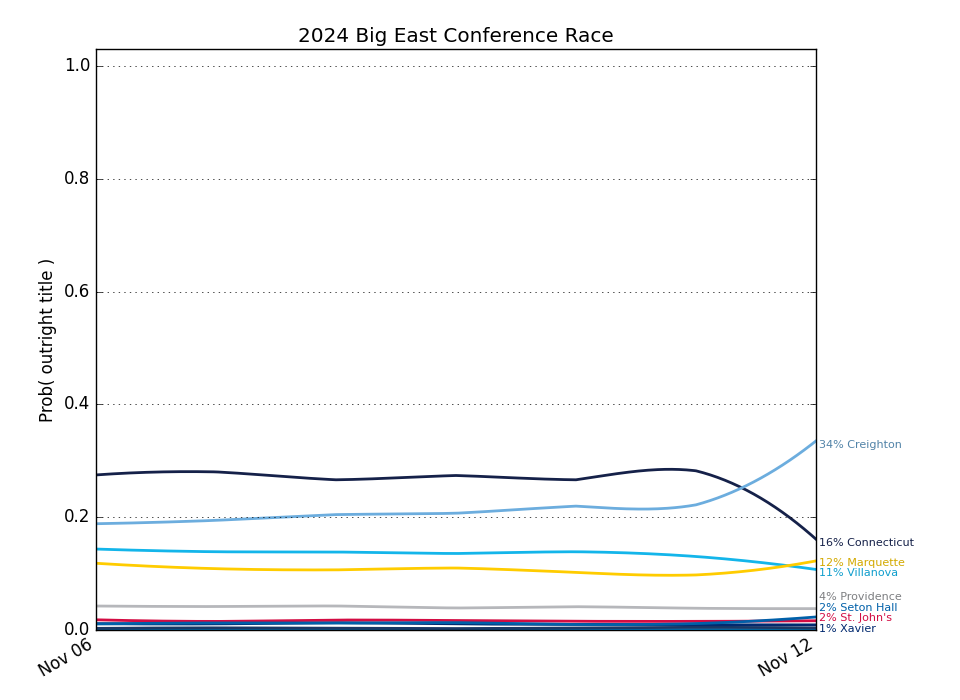 2024 Big East Conference Race
1.0
0.8
0.6
0.4
0.2
0.0
Prob( outright title )
Nov 06
Nov 12
34% Creighton
16% Connecticut
12% Marquette
11% Villanova
4% Providence
2% Seton Hall
2% St. John's
1% Xavier